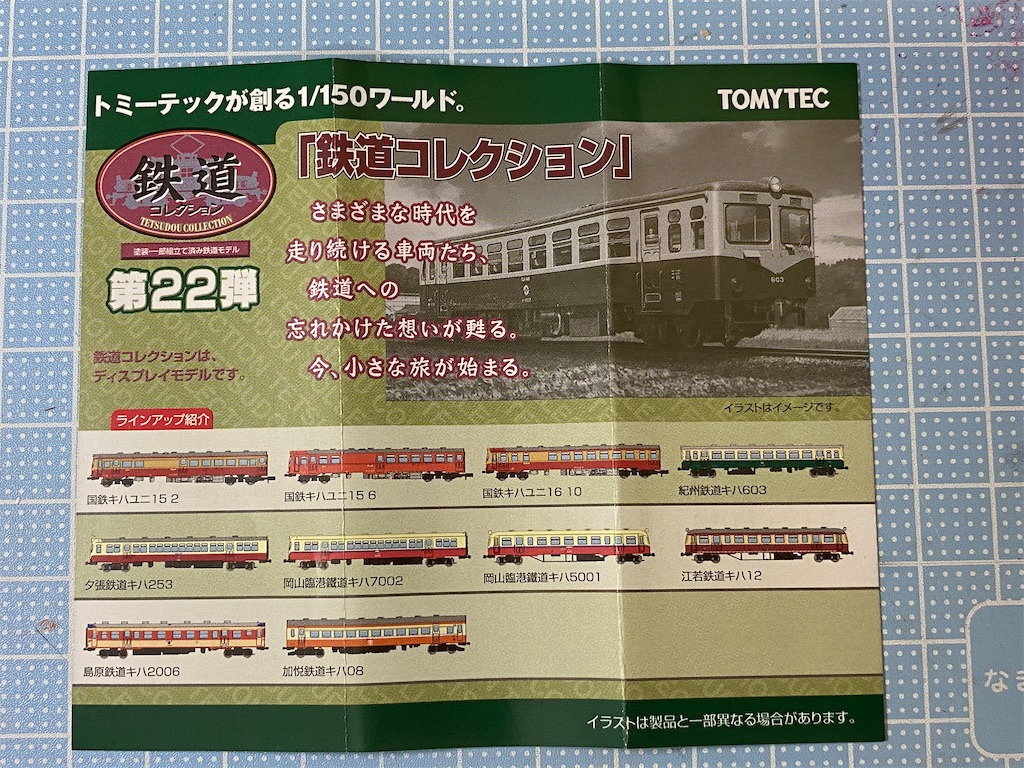 トミーテックが創る1/150ワールド。
TOMYTEC
鉄道
コレクション
TETSUDOU COLLECTION
塗装一部組立て済み鉄道モデル
第22弾
「鉄道コレクション」
さまざまな時代を
走り続ける車両たち、
鉄道への
忘れかけた想いが甦る。
今、小さな旅が始まる。
鉄道コレクションは、
ディスプレイモデルです。
603
イラストはイメージです。
ラインアップ紹介
国鉄キハユニ15 2
国鉄キハユニ15 6
国鉄キハユニ16 10
紀州鉄道キハ603
夕張鉄道キハ253
岡山臨港鐵道キハ7002
岡山臨港鐵道キハ5001
江若鉄道キハ12
島原鉄道キハ2006
加悦鉄道キハ08
イラストは製品と一部異なる場合があります。
なま